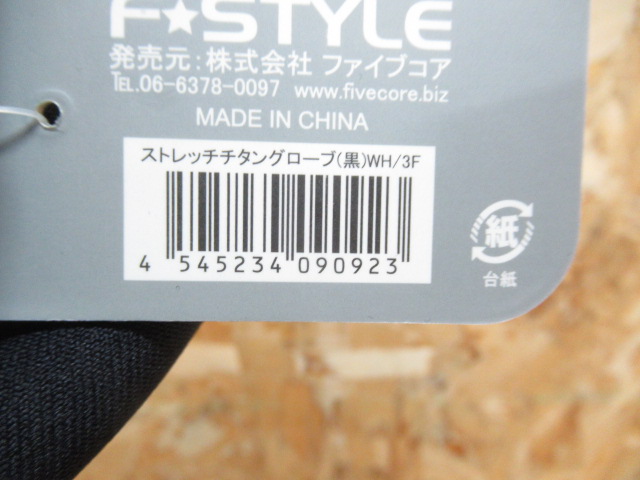 F★STYLE
発売元：株式会社 ファイブコア
TEL.06-6378-0097 www.fivecore.biz
MADE IN CHINA
ストレッチチタングローブ(黒)WH/3F
4 545234 090923
紙
台紙